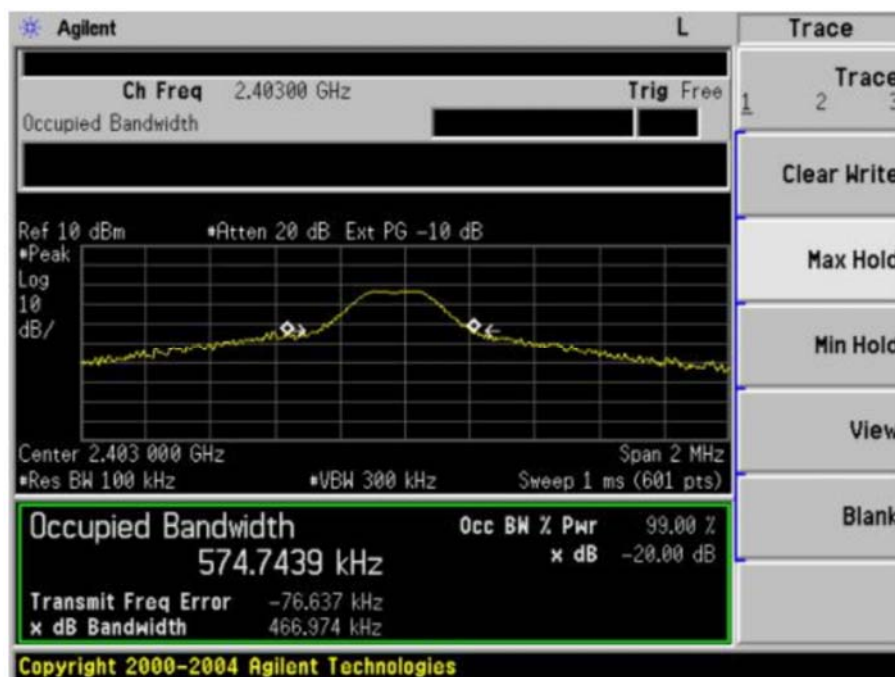 Agilent L Trace
Ch Freq 2.40300 GHz Trig Free
Occupied Bandwidth
Trace
1 2 3
Clear Write
Max Hold
Min Hold
View
Blank
Ref 10 dBm *Atten 20 dB Ext PG -10 dB
*Peak
Log
10
dB/
Center 2.403 000 GHz Span 2 MHz
*Res BW 100 kHz *VBW 300 kHz Sweep 1 ms (601 pts)
Occupied Bandwidth Occ BW % Pwr 99.00 %
574.7439 kHz x dB -20.00 dB
Transmit Freq Error -76.637 kHz
x dB Bandwidth 466.974 kHz
Copyright 2000-2004 Agilent Technologies